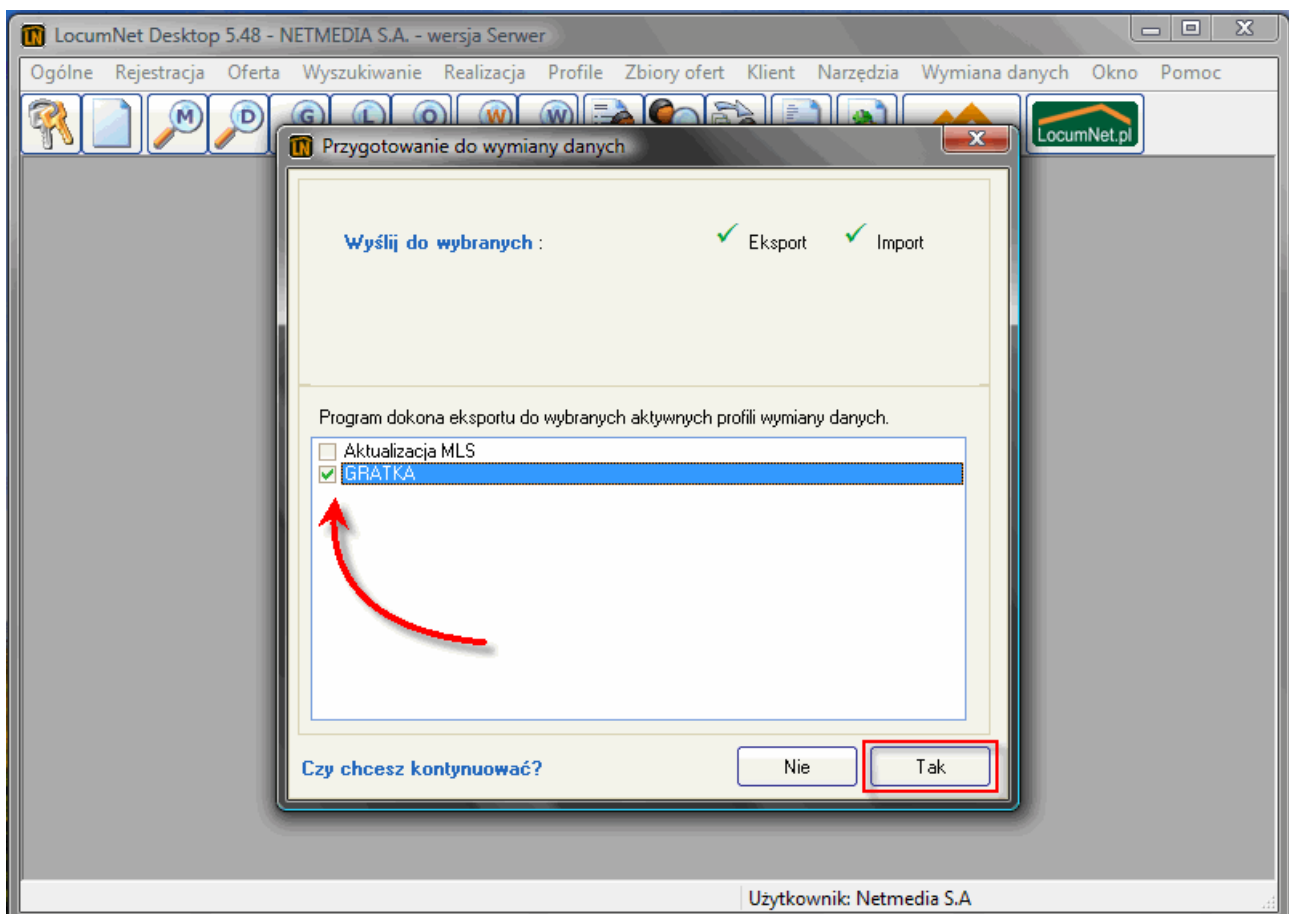 LocumNet Desktop 5.48 - NETMEDIA S.A. - wersja Serwer
Ogólne Rejestracja Oferta Wyszukiwanie Realizacja Profile Zbiory ofert Klient Narzędzia Wymiana danych Okno Pomoc
M D G L O W W LocumNet.pl
Przygotowanie do wymiany danych
Wyślij do wybranych : Eksport Import
Program dokona eksportu do wybranych aktywnych profili wymiany danych.
Aktualizacja MLS
GRATKA
Czy chcesz kontynuować? Nie Tak
Użytkownik: Netmedia S.A